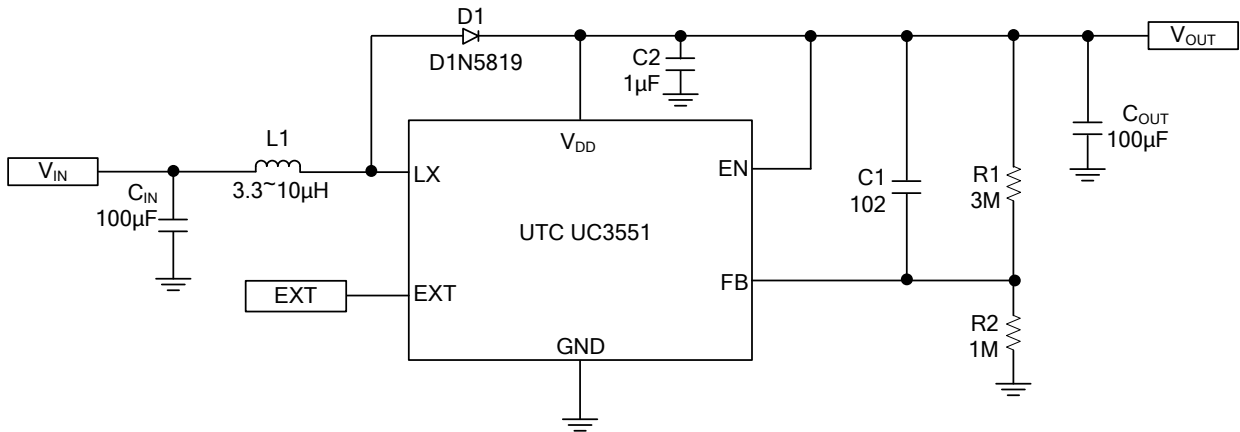 D1
D1N5819
VOUT
C2
1µF
COUT
100µF
L1
3.3~10µH
VIN
CIN
100µF
VDD
LX
EN
C1
102
R1
3M
UTC UC3551
EXT
EXT
FB
R2
1M
GND